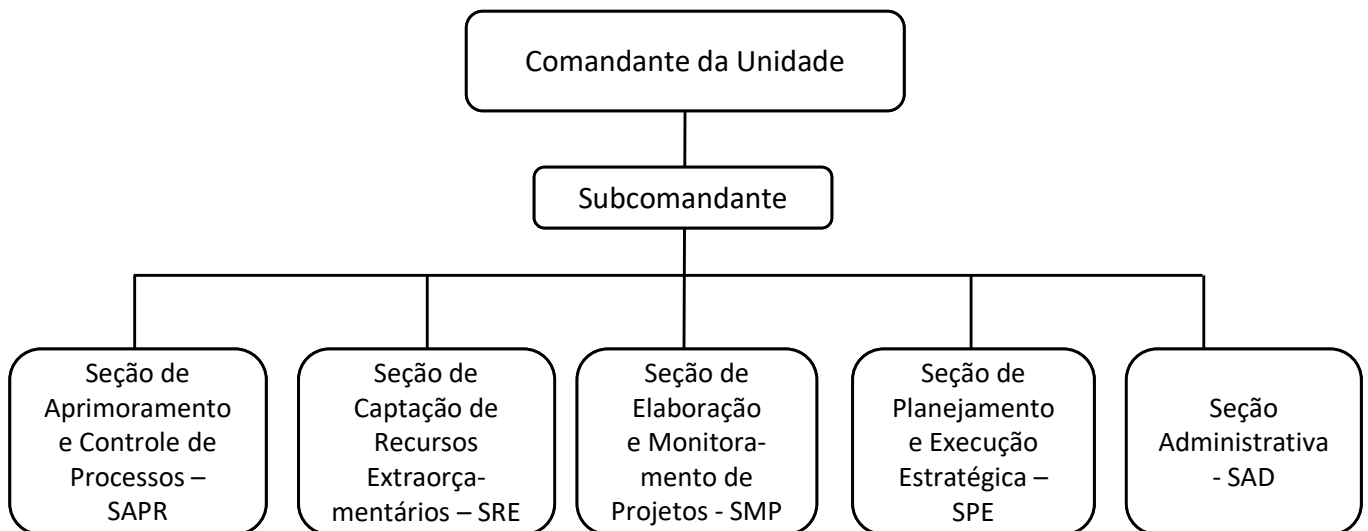 Comandante da Unidade
Subcomandante
Seção de
Aprimoramento
e Controle de
Processos –
SAPR
Seção de
Captação de
Recursos
Extraorça-
mentários – SRE
Seção de
Elaboração
e Monitora-
mento de
Projetos - SMP
Seção de
Planejamento
e Execução
Estratégica –
SPE
Seção
Administrativa
- SAD